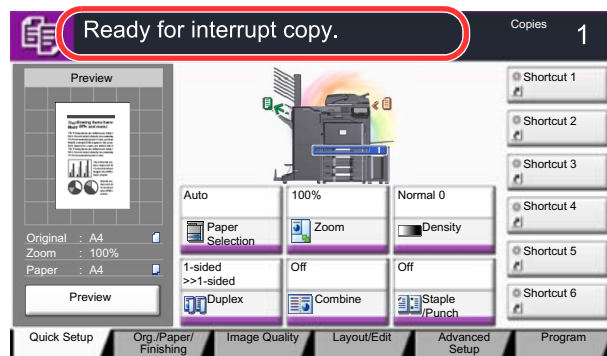 Ready for interrupt copy.
Copies
1
Preview
Original : A4
Zoom : 100%
Paper : A4
Preview
1
Auto
Paper
Selection
100%
Zoom
Normal 0
Density
1-sided
>>1-sided
Duplex
Off
Combine
Off
Staple
/Punch
Shortcut 1
Shortcut 2
Shortcut 3
Shortcut 4
Shortcut 5
Shortcut 6
Quick Setup
Org./Paper/
Finishing
Image Quality
Layout/Edit
Advanced
Setup
Program